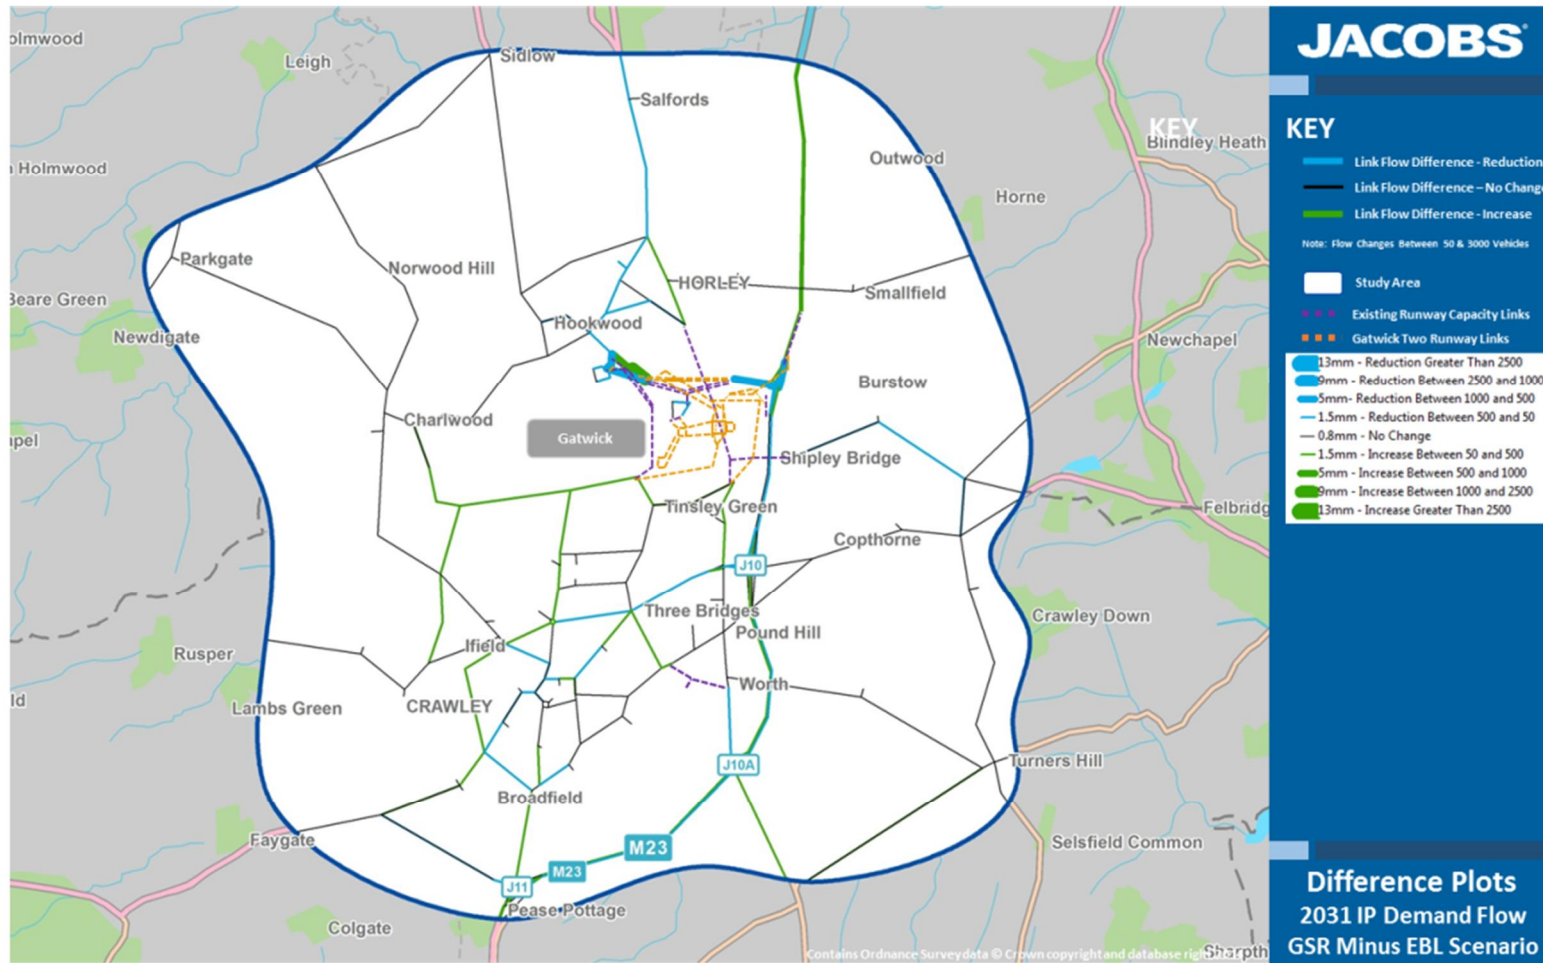 olmwood
Leigh
Sidlow
Salfords
Outwood
Blindley Heath
KEY
Holmwood
Horne
Parkgate
Norwood Hill
HORLEY
Smallfield
Beare Green
Newdigate
Hookwood
Newchapel
Burstow
Charlwood
Gatwick
Shipley Bridge
Tinsley Green
Felbridg
Copthorne
J10
Three Bridges
Pound Hill
Crawley Down
Ifield
Rusper
Worth
ld
Lambs Green
CRAWLEY
J10A
Turners Hill
Broadfield
Faygate
M23
M23
Selsfield Common
J11
Pease Pottage
Colgate
Contains Ordnance Survey data © Crown copyright and database rig
Sharpth
JACOBS
KEY
Link Flow Difference - Reduction
Link Flow Difference – No Change
Link Flow Difference - Increase
Note: Flow Changes Between 50 & 3000 Vehicles
Study Area
Existing Runway Capacity Links
Gatwick Two Runway Links
13mm - Reduction Greater Than 2500
9mm - Reduction Between 2500 and 1000
5mm- Reduction Between 1000 and 500
1.5mm - Reduction Between 500 and 50
0.8mm - No Change
1.5mm - Increase Between 50 and 500
5mm - Increase Between 500 and 1000
9mm - Increase Between 1000 and 2500
13mm - Increase Greater Than 2500
Difference Plots
2031 IP Demand Flow
GSR Minus EBL Scenario